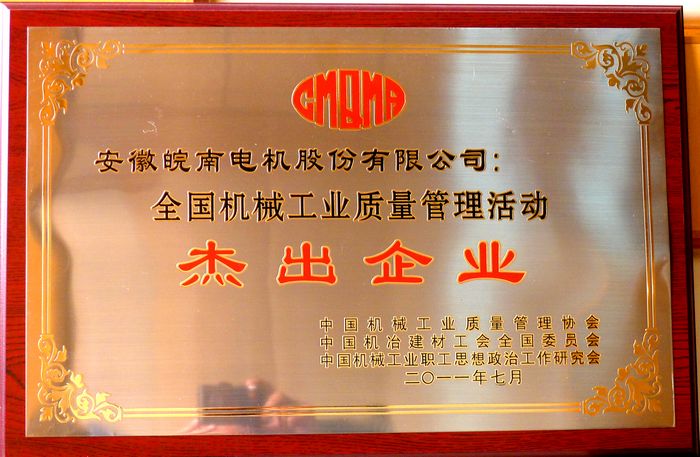 CMQMA
安徽皖南电机股份有限公司：
全国机械工业质量管理活动
杰出企业
中国机械工业质量管理协会
中国机冶建材工会全国委员会
中国机械工业职工思想政治工作研究会
二〇一一年七月